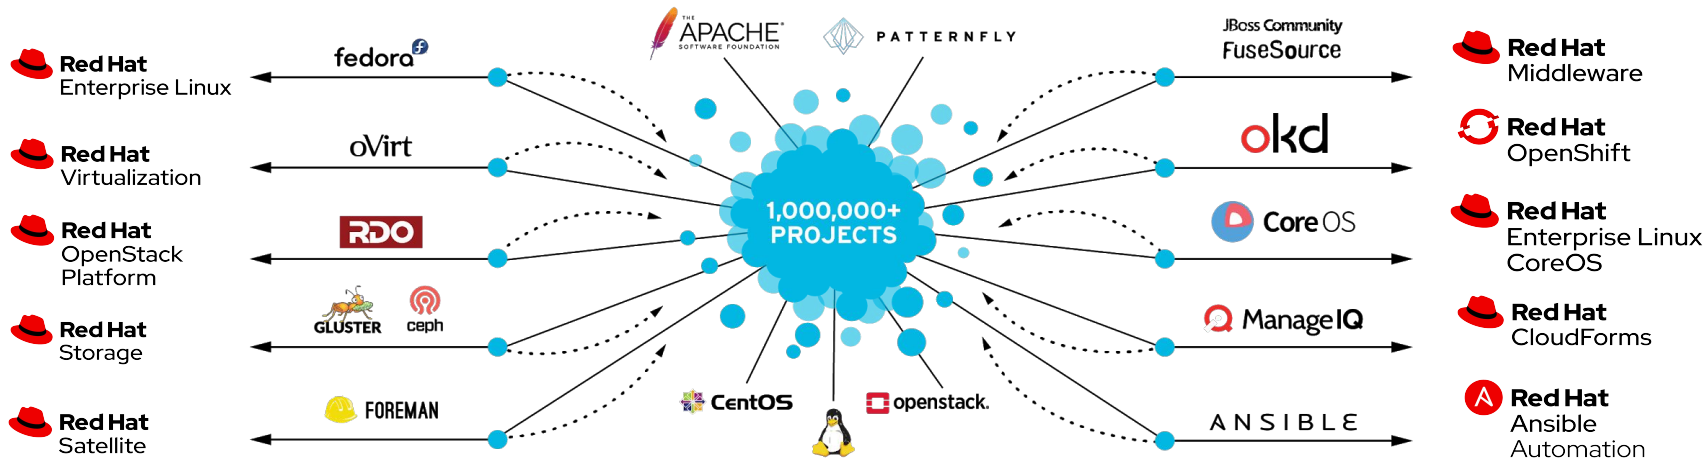 THE
APACHE
SOFTWARE FOUNDATION
PATTERNFLY
Red Hat
Enterprise Linux
fedora
JBoss Community
FuseSource
Red Hat
Middleware
Red Hat
Virtualization
oVirt
okd
Red Hat
OpenShift
1,000,000+
PROJECTS
Red Hat
OpenStack
Platform
RDO
CoreOS
Red Hat
Enterprise Linux
CoreOS
Red Hat
Storage
GLUSTER
ceph
ManageIQ
Red Hat
CloudForms
Red Hat
Satellite
FOREMAN
CentOS
openstack.
ANSIBLE
Red Hat
Ansible
Automation